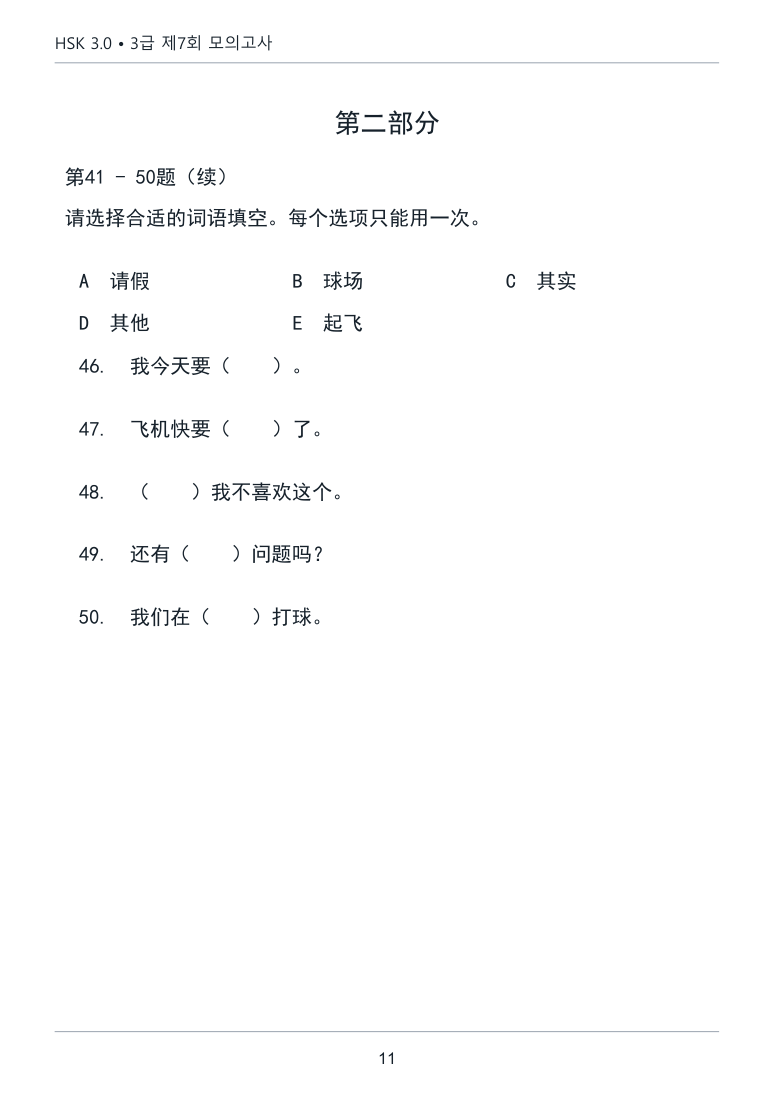 HSK 3.0 • 3급 제7회 모의고사
第二部分
第41 - 50题（续）
请选择合适的词语填空。每个选项只能用一次。
A 请假 B 球场 C 其实
D 其他 E 起飞
46. 我今天要（　　）。
47. 飞机快要（　　）了。
48. （　　）我不喜欢这个。
49. 还有（　　）问题吗?
50. 我们在（　　）打球。
11